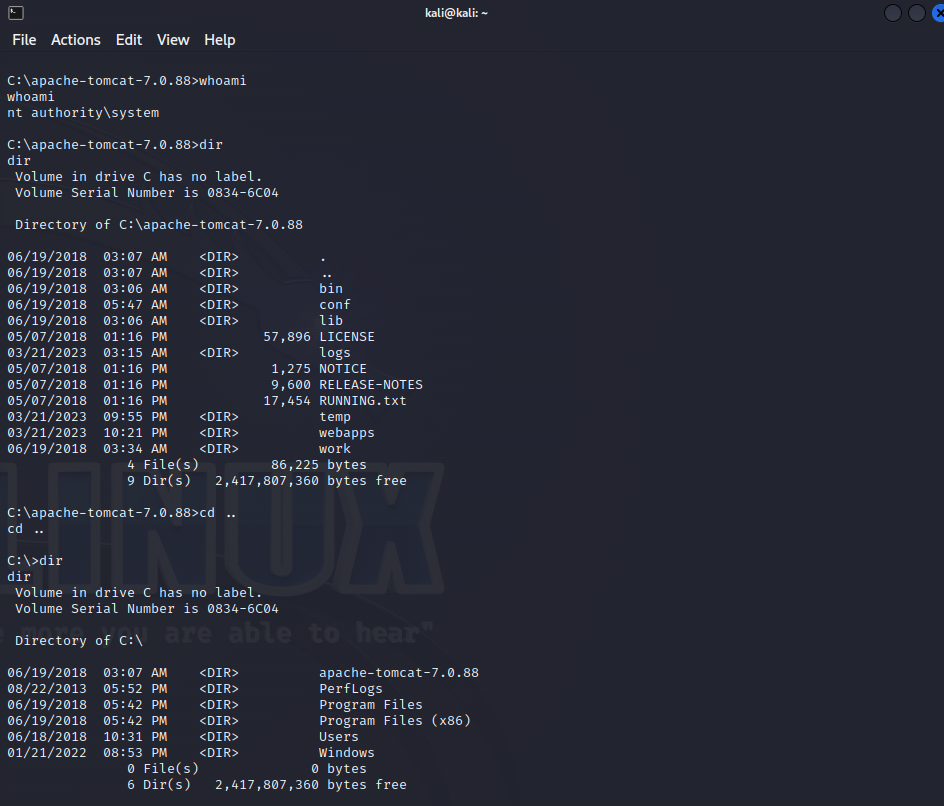 kali@kali: ~
File Actions Edit View Help
C:\apache-tomcat-7.0.88>whoami
whoami
nt authority\system
C:\apache-tomcat-7.0.88>dir
dir
 Volume in drive C has no label.
 Volume Serial Number is 0834-6C04
 Directory of C:\apache-tomcat-7.0.88
06/19/2018  03:07 AM    <DIR>          .
06/19/2018  03:07 AM    <DIR>          ..
06/19/2018  03:06 AM    <DIR>          bin
06/19/2018  05:47 AM    <DIR>          conf
06/19/2018  03:06 AM    <DIR>          lib
05/07/2018  01:16 PM            57,896 LICENSE
03/21/2023  03:15 AM    <DIR>          logs
05/07/2018  01:16 PM             1,275 NOTICE
05/07/2018  01:16 PM             9,600 RELEASE-NOTES
05/07/2018  01:16 PM            17,454 RUNNING.txt
03/21/2023  09:55 PM    <DIR>          temp
03/21/2023  10:21 PM    <DIR>          webapps
06/19/2018  03:34 AM    <DIR>          work
               4 File(s)         86,225 bytes
               9 Dir(s)   2,417,807,360 bytes free
C:\apache-tomcat-7.0.88>cd ..
cd ..
C:\>dir
dir
 Volume in drive C has no label.
 Volume Serial Number is 0834-6C04
 Directory of C:\
06/19/2018  03:07 AM    <DIR>          apache-tomcat-7.0.88
08/22/2013  05:52 PM    <DIR>          PerfLogs
06/19/2018  05:42 PM    <DIR>          Program Files
06/19/2018  05:42 PM    <DIR>          Program Files (x86)
06/18/2018  10:31 PM    <DIR>          Users
01/21/2022  08:53 PM    <DIR>          Windows
               0 File(s)              0 bytes
               6 Dir(s)   2,417,807,360 bytes free
LINUX
more you are able to hear"